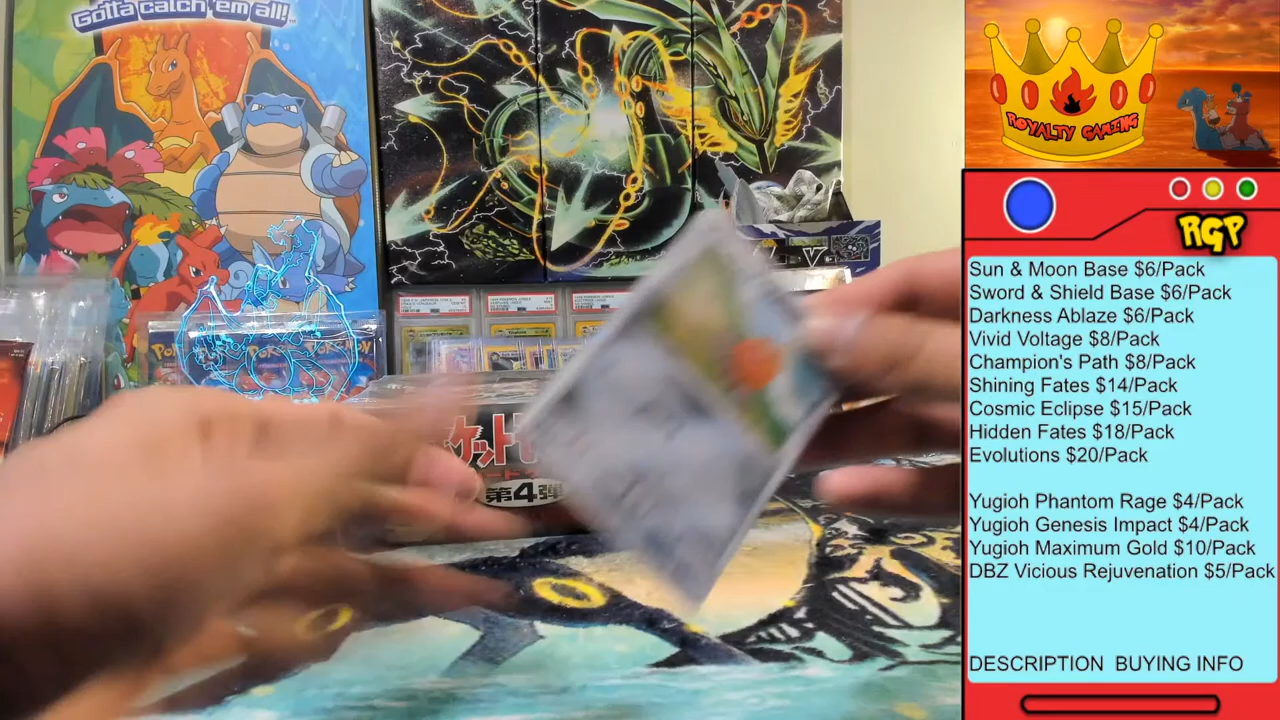 Gotta catch 'em all!
ROYALTY GAMING
RGP
Sun & Moon Base $6/Pack
Sword & Shield Base $6/Pack
Darkness Ablaze $6/Pack
Vivid Voltage $8/Pack
Champion's Path $8/Pack
Shining Fates $14/Pack
Cosmic Eclipse $15/Pack
Hidden Fates $18/Pack
Evolutions $20/Pack
Yugioh Phantom Rage $4/Pack
Yugioh Genesis Impact $4/Pack
Yugioh Maximum Gold $10/Pack
DBZ Vicious Rejuvenation $5/Pack
DESCRIPTION BUYING INFO
ケット
第4弾